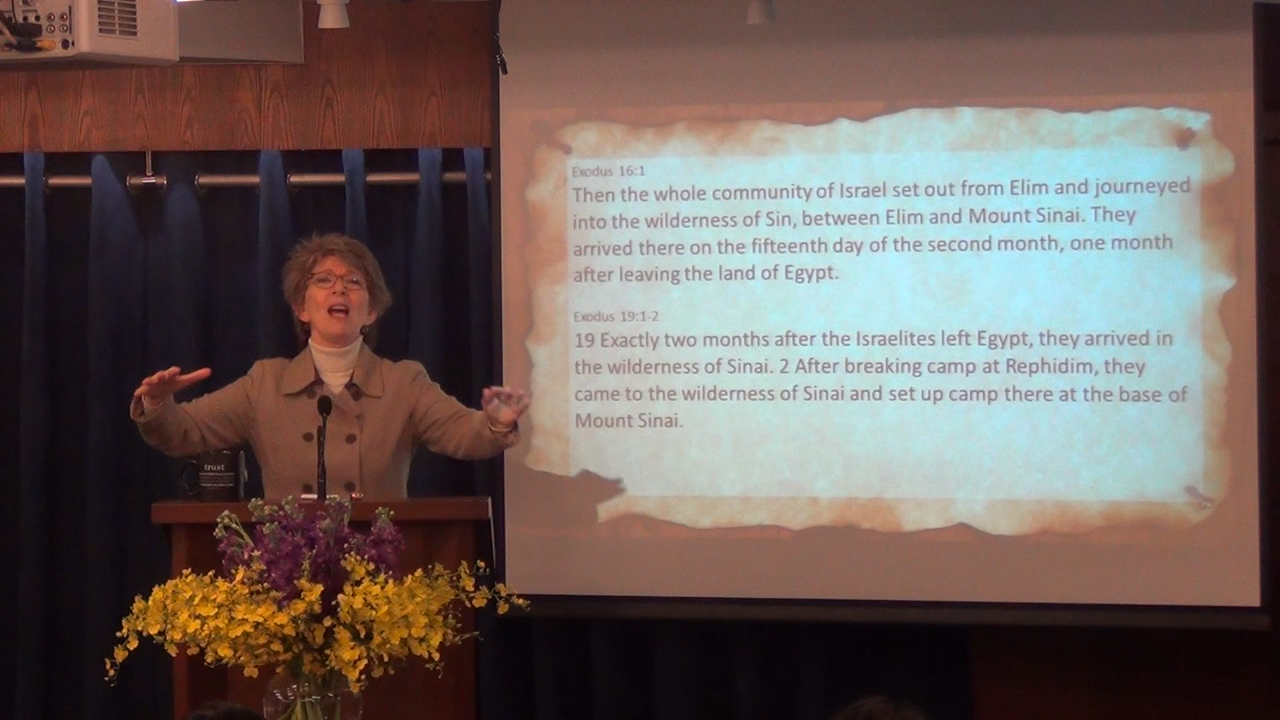 Exodus 16:1
Then the whole community of Israel set out from Elim and journeyed
into the wilderness of Sin, between Elim and Mount Sinai. They
arrived there on the fifteenth day of the second month, one month
after leaving the land of Egypt.
Exodus 19:1-2
19 Exactly two months after the Israelites left Egypt, they arrived in
the wilderness of Sinai. 2 After breaking camp at Rephidim, they
came to the wilderness of Sinai and set up camp there at the base of
Mount Sinai.
trust